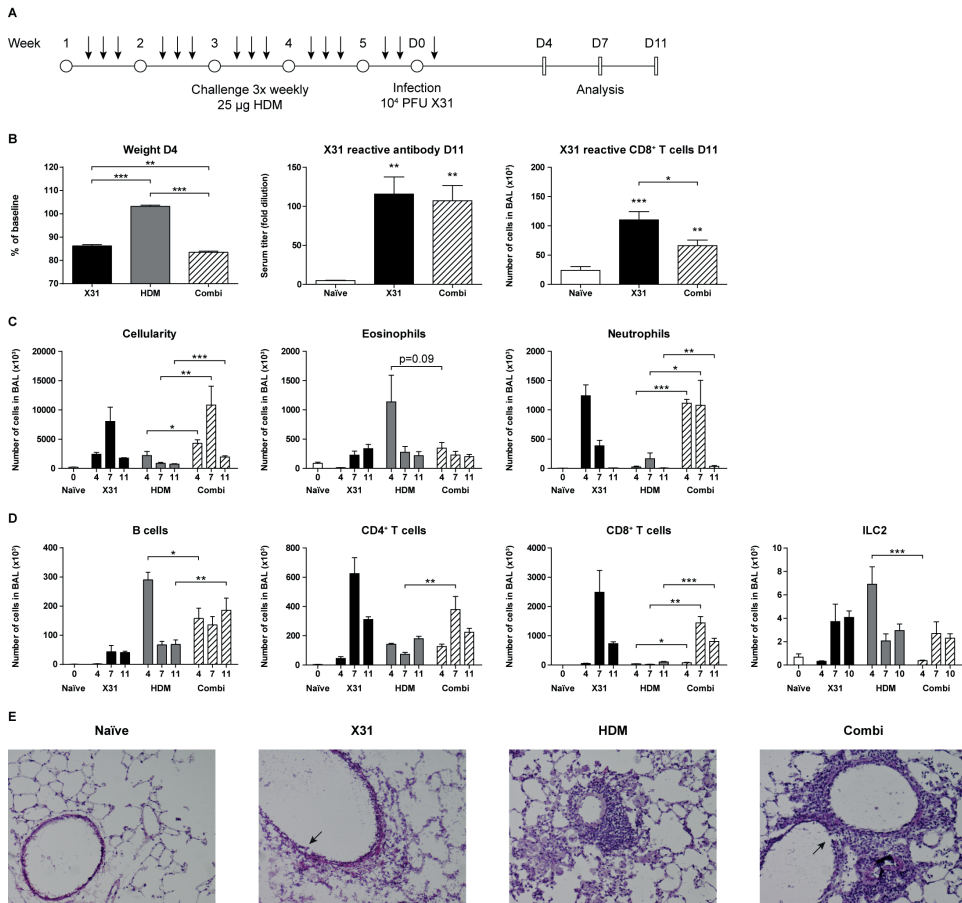 A
Week 1 2 3 4 5 D0 D4 D7 D11
Challenge 3x weekly
25 µg HDM
Infection
10⁴ PFU X31
Analysis
B
Weight D4
% of baseline
120
110
100
90
80
70
**
***
***
X31 HDM Combi
X31 reactive antibody D11
Serum titer (fold dilution)
150
100
50
0
**
**
Naïve X31 Combi
X31 reactive CD8⁺ T cells D11
Number of cells in BAL (x10³)
200
150
100
50
0
*
***
**
Naïve X31 Combi
C
Cellularity
Number of cells in BAL (x10³)
20000
15000
10000
5000
0
***
**
*
0 4 7 11 4 7 11 4 7 11
Naïve X31 HDM Combi
Eosinophils
Number of cells in BAL (x10³)
2000
1500
1000
500
0
p=0.09
0 4 7 11 4 7 11 4 7 11
Naïve X31 HDM Combi
Neutrophils
Number of cells in BAL (x10³)
2000
1500
1000
500
0
**
*
***
0 4 7 11 4 7 11 4 7 11
Naïve X31 HDM Combi
D
B cells
Number of cells in BAL (x10³)
400
300
200
100
0
*
**
0 4 7 11 4 7 11 4 7 11
Naïve X31 HDM Combi
CD4⁺ T cells
Number of cells in BAL (x10³)
800
600
400
200
0
**
0 4 7 11 4 7 11 4 7 11
Naïve X31 HDM Combi
CD8⁺ T cells
Number of cells in BAL (x10³)
4000
3000
2000
1000
0
***
**
*
0 4 7 11 4 7 11 4 7 11
Naïve X31 HDM Combi
ILC2
Number of cells in BAL (x10³)
10
8
6
4
2
0
***
0 4 7 10 4 7 10 4 7 10
Naïve X31 HDM Combi
E
Naïve X31 HDM Combi